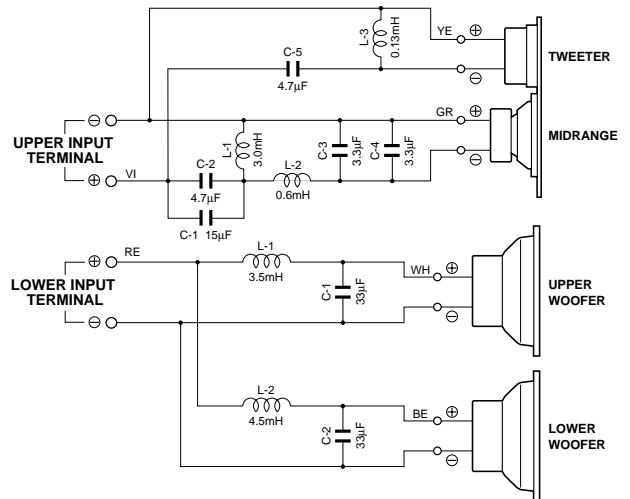 YE
⊕
L-3
0.13mH
C-5
4.7µF
⊖
TWEETER
⊖
GR
⊕
UPPER INPUT
TERMINAL
⊕
VI
L-1
3.0mH
C-2
4.7µF
L-2
0.6mH
C-3
3.3µF
C-4
3.3µF
⊖
MIDRANGE
C-1 15µF
⊕
RE
L-1
3.5mH
WH
⊕
LOWER INPUT
TERMINAL
⊖
C-1
33µF
⊖
UPPER
WOOFER
L-2
4.5mH
BE
⊕
C-2
33µF
⊖
LOWER
WOOFER